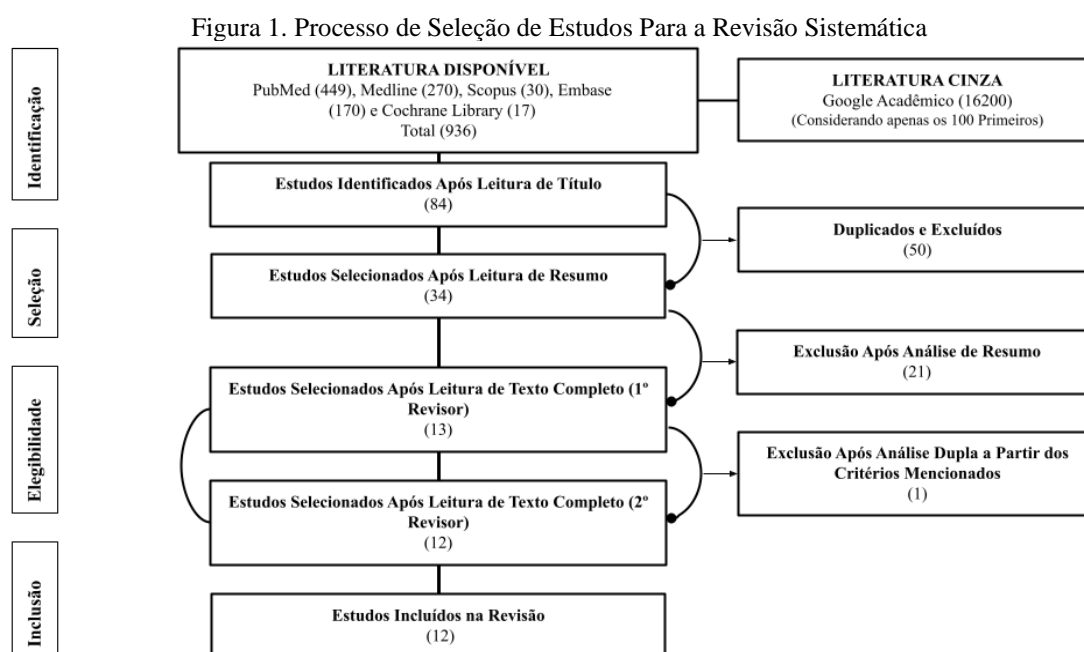 Figura 1. Processo de Seleção de Estudos Para a Revisão Sistemática
Identificação
LITERATURA DISPONÍVEL
PubMed (449), Medline (270), Scopus (30), Embase
(170) e Cochrane Library (17)
Total (936)
LITERATURA CINZA
Google Acadêmico (16200)
(Considerando apenas os 100 Primeiros)
Estudos Identificados Após Leitura de Título
(84)
Duplicados e Excluídos
(50)
Seleção
Estudos Selecionados Após Leitura de Resumo
(34)
Exclusão Após Análise de Resumo
(21)
Elegibilidade
Estudos Selecionados Após Leitura de Texto Completo (1º
Revisor)
(13)
Exclusão Após Análise Dupla a Partir dos
Critérios Mencionados
(1)
Estudos Selecionados Após Leitura de Texto Completo (2º
Revisor)
(12)
Inclusão
Estudos Incluídos na Revisão
(12)